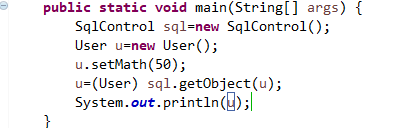 public static void main(String[] args) {
SqlControl sql=new SqlControl();
User u=new User();
u.setMath(50);
u=(User) sql.getObject(u);
System.out.println(u);
}